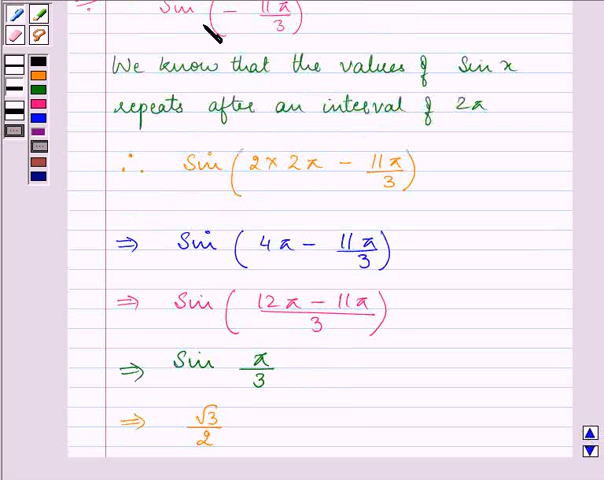 Sin (- 11π/3)
We know that the values of Sin x
repeats after an interval of 2π
∴ Sin (2 × 2π - 11π/3)
⇒ Sin (4π - 11π/3)
⇒ Sin (12π - 11π/3)
⇒ Sin π/3
⇒ √3/2